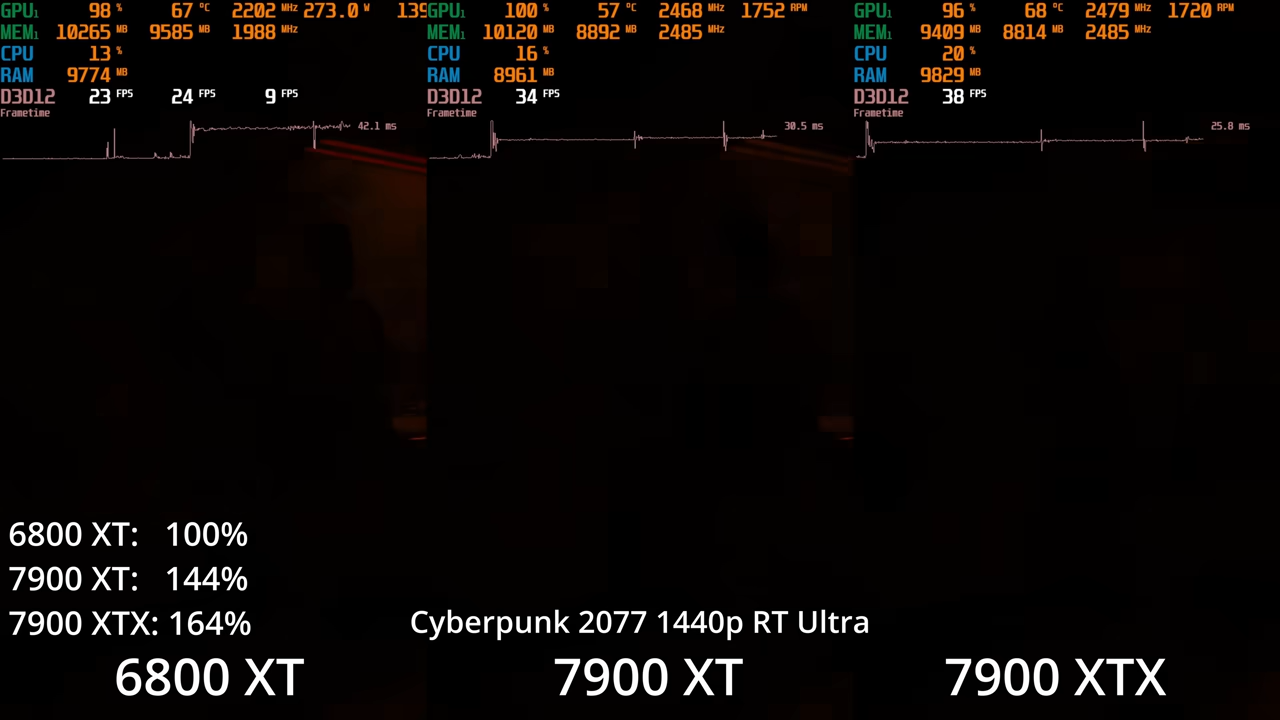 GPU1 98 % 67 °C 2202 MHz 273.0 W 139
MEM1 10265 MB 9585 MB 1988 MHz
CPU 13 %
RAM 9774 MB
D3D12 23 FPS 24 FPS 9 FPS
Frametime
42.1 ms
GPU1 100 % 57 °C 2468 MHz 1752 RPM
MEM1 10120 MB 8892 MB 2485 MHz
CPU 16 %
RAM 8961 MB
D3D12 34 FPS
Frametime
30.5 ms
GPU1 96 % 68 °C 2479 MHz 1720 RPM
MEM1 9409 MB 8814 MB 2485 MHz
CPU 20 %
RAM 9829 MB
D3D12 38 FPS
Frametime
25.8 ms
6800 XT: 100%
7900 XT: 144%
7900 XTX: 164%
Cyberpunk 2077 1440p RT Ultra
6800 XT
7900 XT
7900 XTX